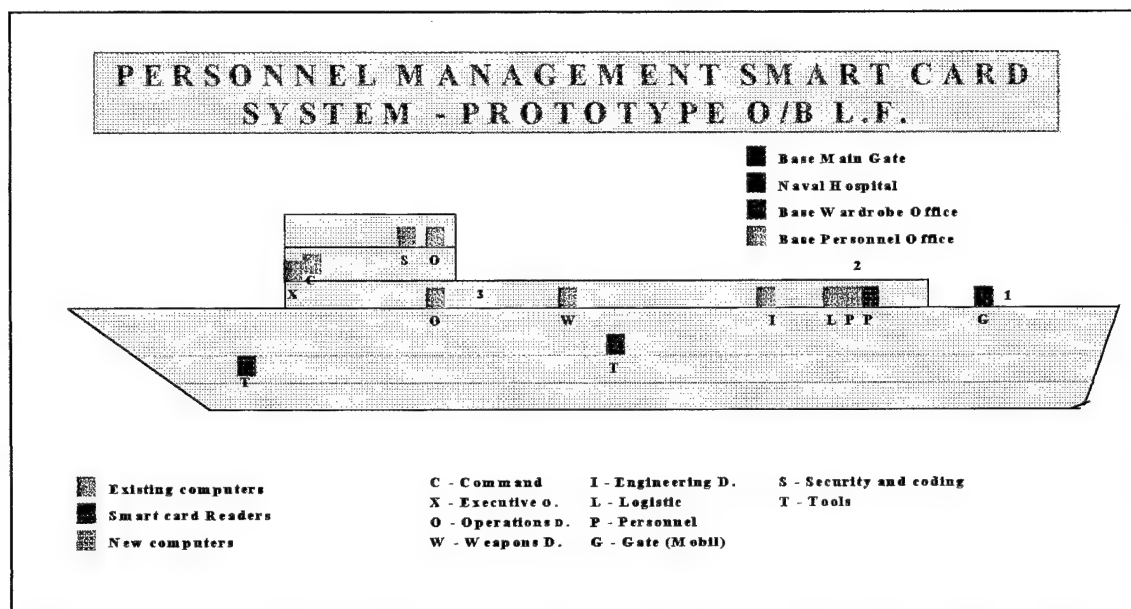 PERSONNEL MANAGEMENT SMART CARD
SYSTEM - PROTOTYPE O/B L.F.
Base Main Gate
Naval Hospital
Base Wardrobe Office
Base Personnel Office
S O
2
X C
O 3 W I L P P G 1
T T
Existing computers
Smart card Readers
New computers
C - Command
X - Executive o.
O - Operations D.
W - Weapons D.
I - Engineering D.
L - Logistic
P - Personnel
G - Gate (Mobil)
S - Security and coding
T - Tools